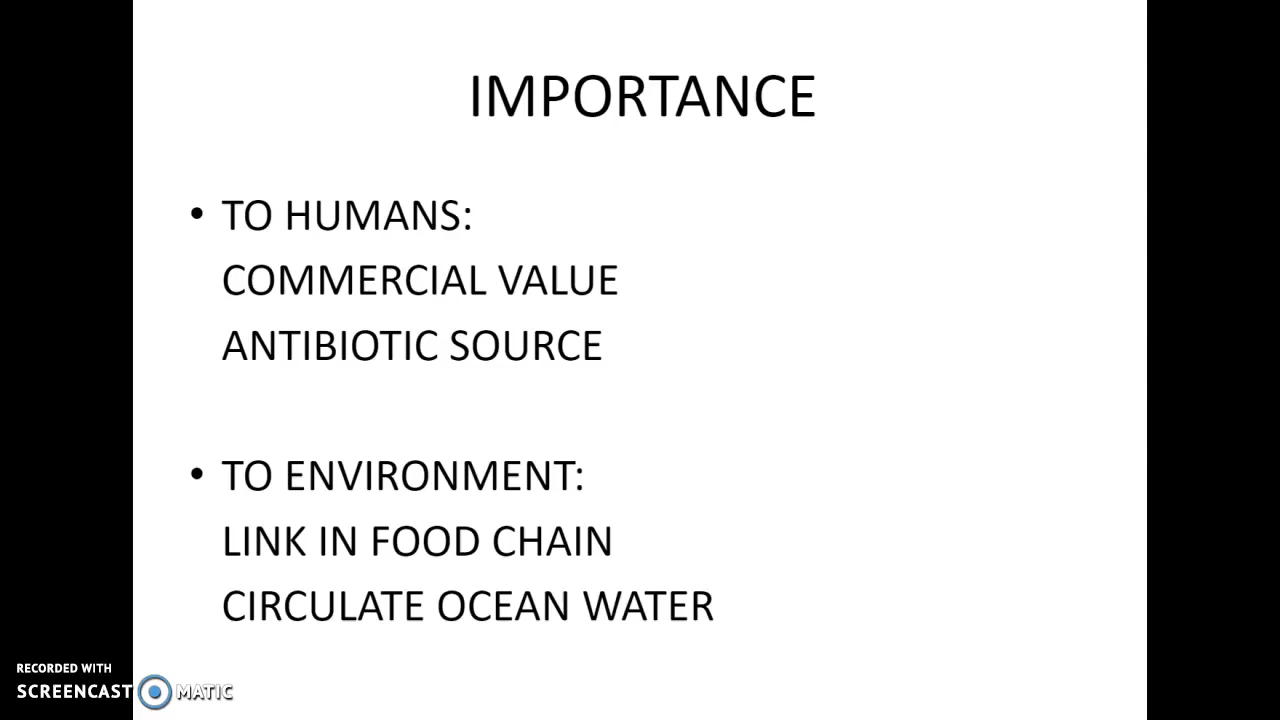 IMPORTANCE
• TO HUMANS:
COMMERCIAL VALUE
ANTIBIOTIC SOURCE
• TO ENVIRONMENT:
LINK IN FOOD CHAIN
CIRCULATE OCEAN WATER
RECORDED WITH
SCREENCAST MATIC